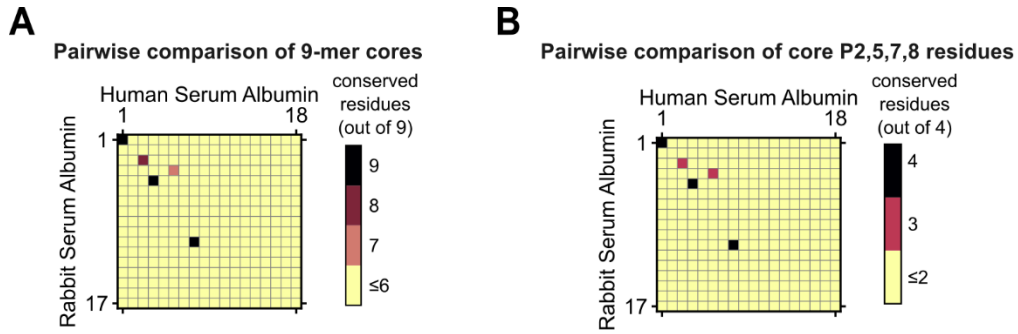 A
Pairwise comparison of 9-mer cores
Human Serum Albumin
1
18
1
17
Rabbit Serum Albumin
conserved
residues
(out of 9)
9
8
7
≤6
B
Pairwise comparison of core P2,5,7,8 residues
Human Serum Albumin
1
18
1
17
Rabbit Serum Albumin
conserved
residues
(out of 4)
4
3
≤2